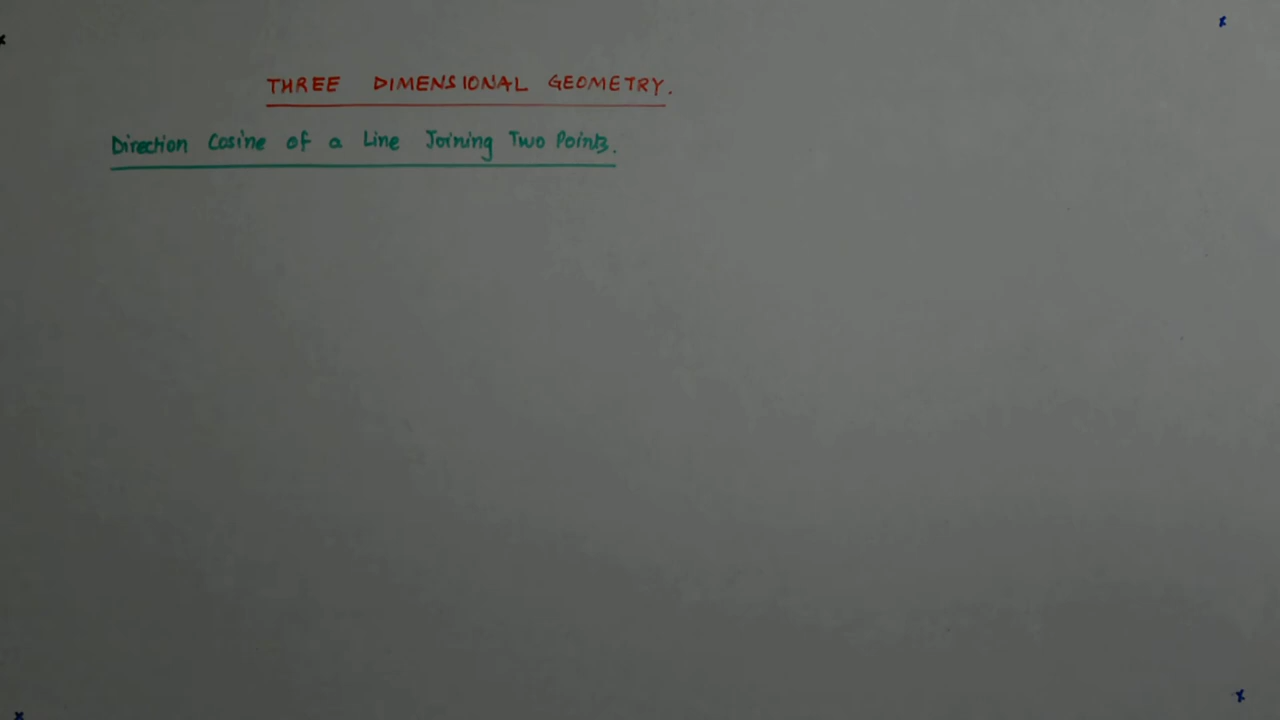 THREE DIMENSIONAL GEOMETRY.
Direction Cosine of a Line Joining Two Points.